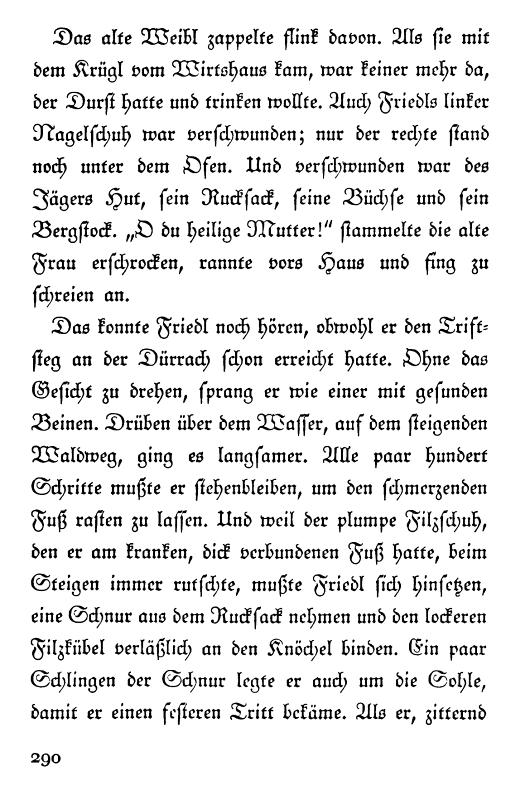 Das alte Weibl zappelte flink davon. Als sie mit
dem Krügl vom Wirtshaus kam, war keiner mehr da,
der Durst hatte und trinken wollte. Auch Friedls linker
Nagelschuh war verschwunden; nur der rechte stand
noch unter dem Ofen. Und verschwunden war des
Jägers Hut, sein Rucksack, seine Büchse und sein
Bergstock. „O du heilige Mutter!“ stammelte die alte
Frau erschrocken, rannte vors Haus und fing zu
schreien an.
Das konnte Friedl noch hören, obwohl er den Trift-
steg an der Dürrach schon erreicht hatte. Ohne das
Gesicht zu drehen, sprang er wie einer mit gesunden
Beinen. Drüben über dem Wasser, auf dem steigenden
Waldweg, ging es langsamer. Alle paar hundert
Schritte mußte er stehenbleiben, um den schmerzenden
Fuß rasten zu lassen. Und weil der plumpe Filzschuh,
den er am kranken, dick verbundenen Fuß hatte, beim
Steigen immer rutschte, mußte Friedl sich hinsetzen,
eine Schnur aus dem Rucksack nehmen und den lockeren
Filzkübel verläßlich an den Knöchel binden. Ein paar
Schlingen der Schnur legte er auch um die Sohle,
damit er einen festeren Tritt bekäme. Als er, zitternd
290